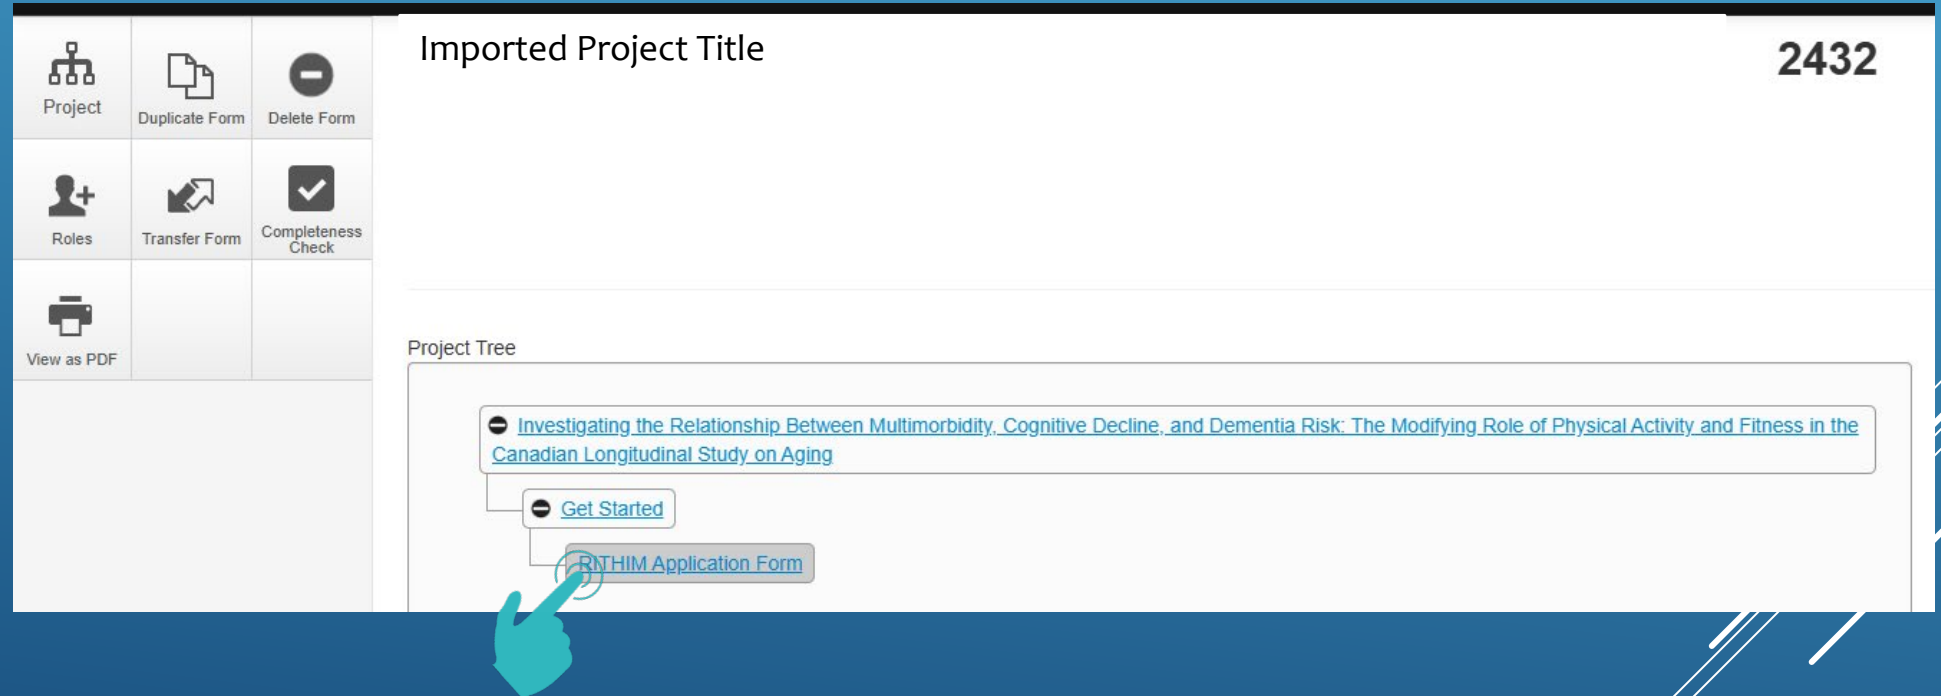 Imported Project Title
2432
Project
Duplicate Form
Delete Form
Roles
Transfer Form
Completeness
Check
View as PDF
Project Tree
Investigating the Relationship Between Multimorbidity, Cognitive Decline, and Dementia Risk: The Modifying Role of Physical Activity and Fitness in the
Canadian Longitudinal Study on Aging
Get Started
RITHIM Application Form